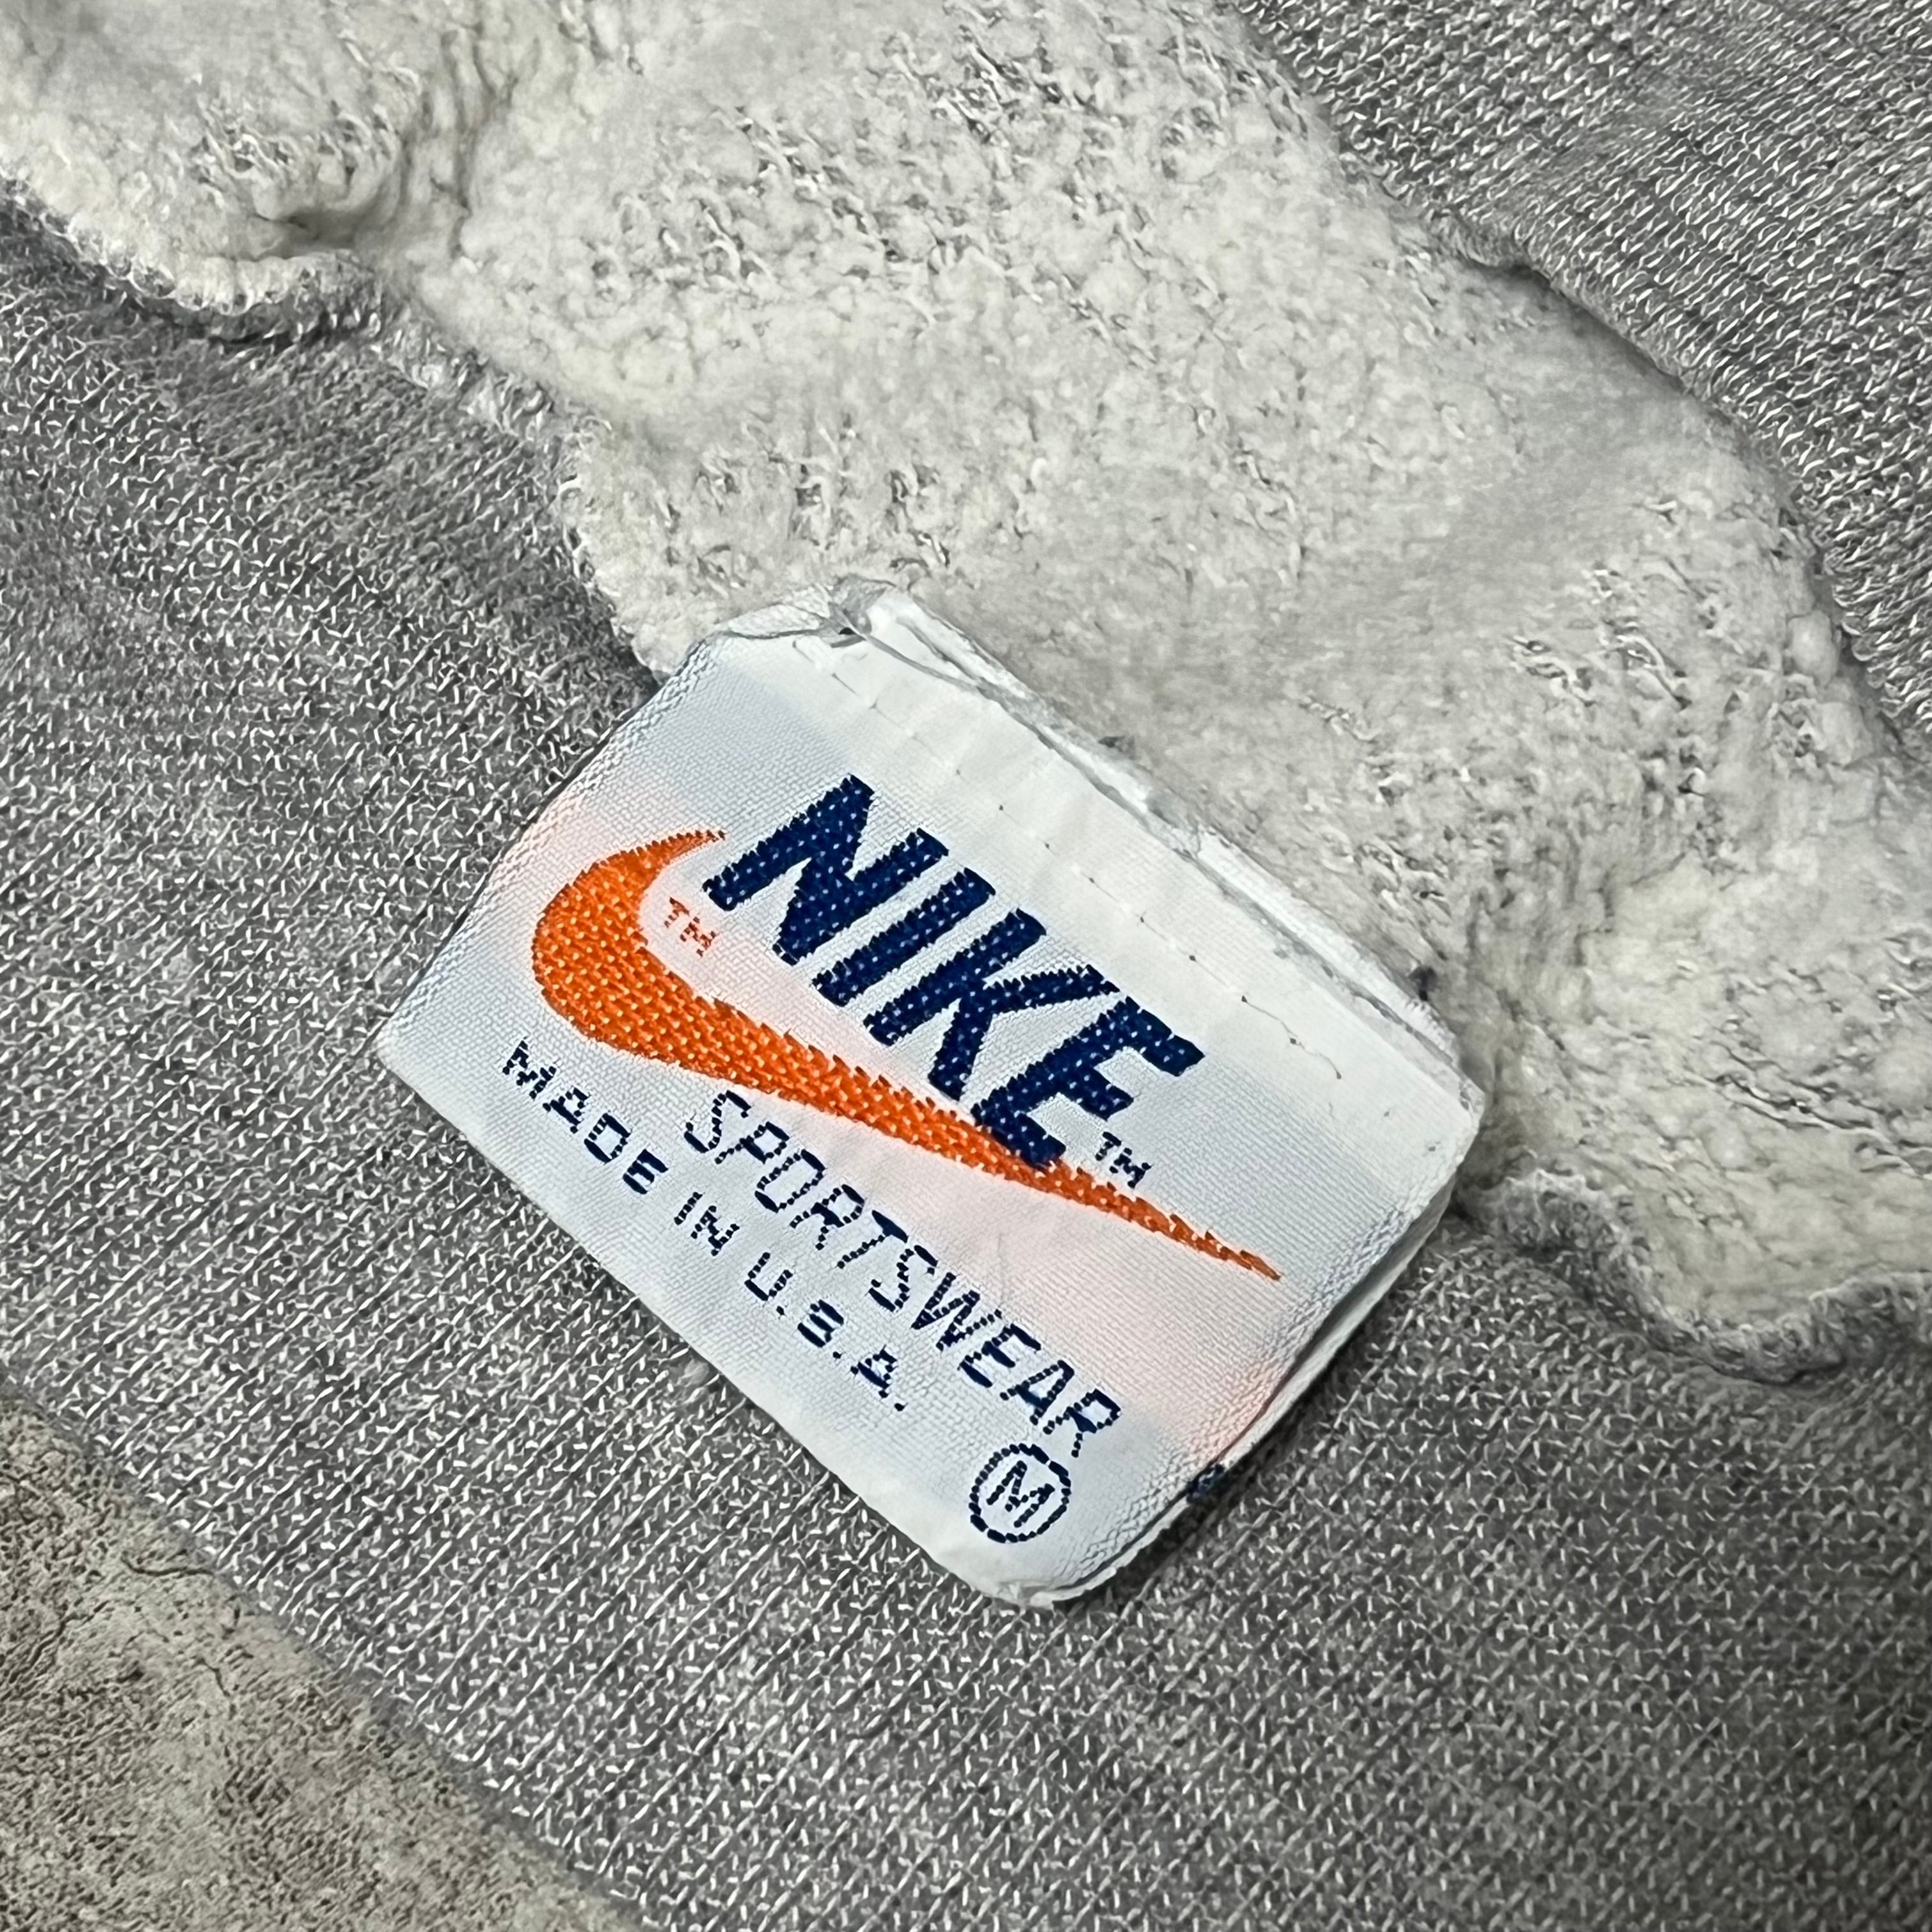 NIKE™
™
SPORTSWEAR
MADE IN U.S.A.
M